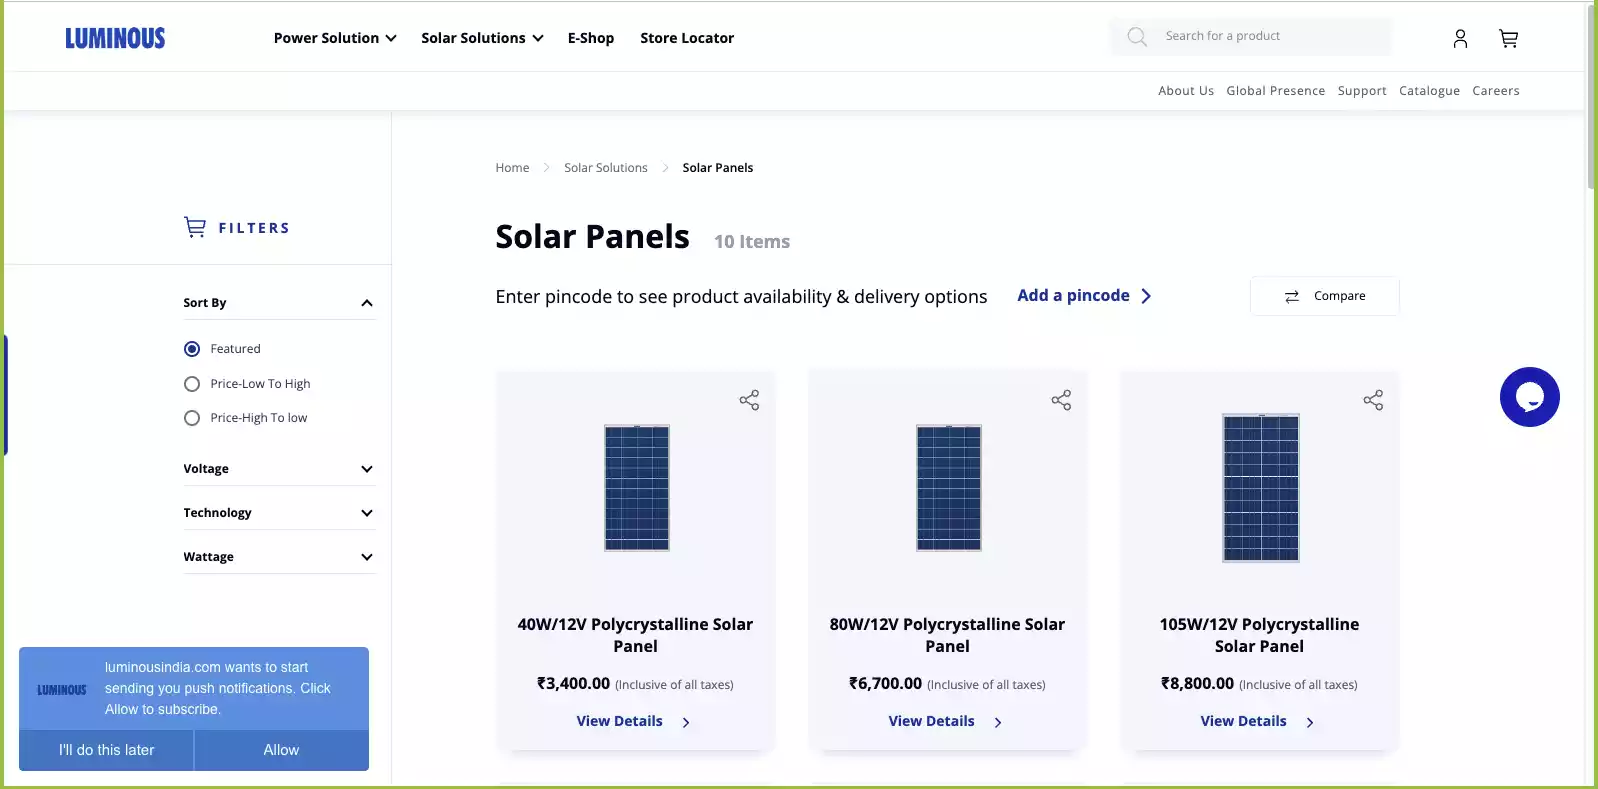 LUMINOUS
Power Solution
Solar Solutions
E-Shop
Store Locator
Search for a product
About Us
Global Presence
Support
Catalogue
Careers
Home
Solar Solutions
Solar Panels
FILTERS
Sort By
Featured
Price-Low To High
Price-High To low
Voltage
Technology
Wattage
Solar Panels 10 Items
Enter pincode to see product availability & delivery options
Add a pincode
Compare
40W/12V Polycrystalline Solar
Panel
₹3,400.00 (Inclusive of all taxes)
View Details
80W/12V Polycrystalline Solar
Panel
₹6,700.00 (Inclusive of all taxes)
View Details
105W/12V Polycrystalline
Solar Panel
₹8,800.00 (Inclusive of all taxes)
View Details
LUMINOUS
luminousindia.com wants to start
sending you push notifications. Click
Allow to subscribe.
I'll do this later
Allow